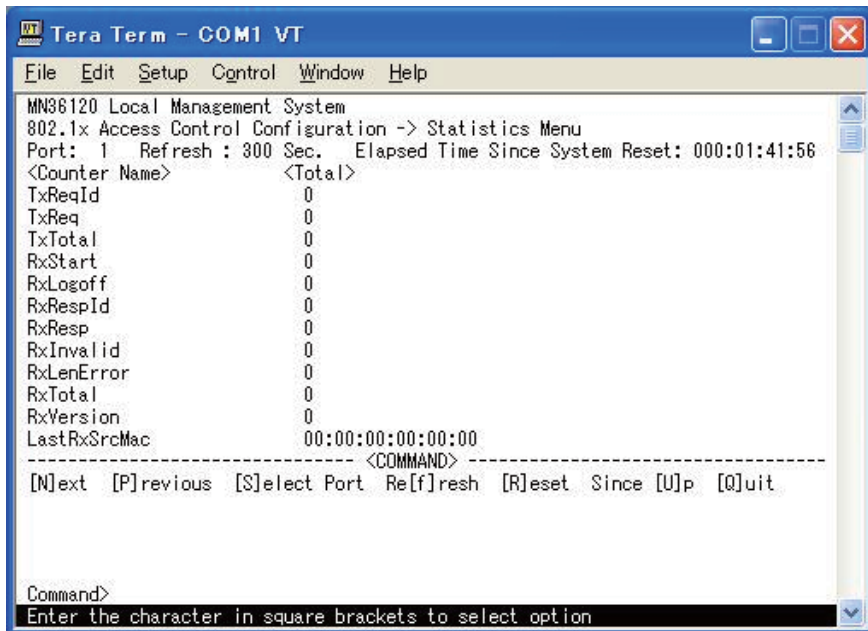 Tera Term - COM1 VT
File Edit Setup Control Window Help
MN36120 Local Management System
802.1x Access Control Configuration -> Statistics Menu
Port: 1 Refresh : 300 Sec. Elapsed Time Since System Reset: 000:01:41:56
<Counter Name> <Total>
TxReqId 0
TxReq 0
TxTotal 0
RxStart 0
RxLogoff 0
RxRespId 0
RxResp 0
RxInvalid 0
RxLenError 0
RxTotal 0
RxVersion 0
LastRxSrcMac 00:00:00:00:00:00
----------------------------------- <COMMAND> -----------------------------------
[N]ext [P]revious [S]elect Port Re[f]resh [R]eset Since [U]p [Q]uit
Command>
Enter the character in square brackets to select option